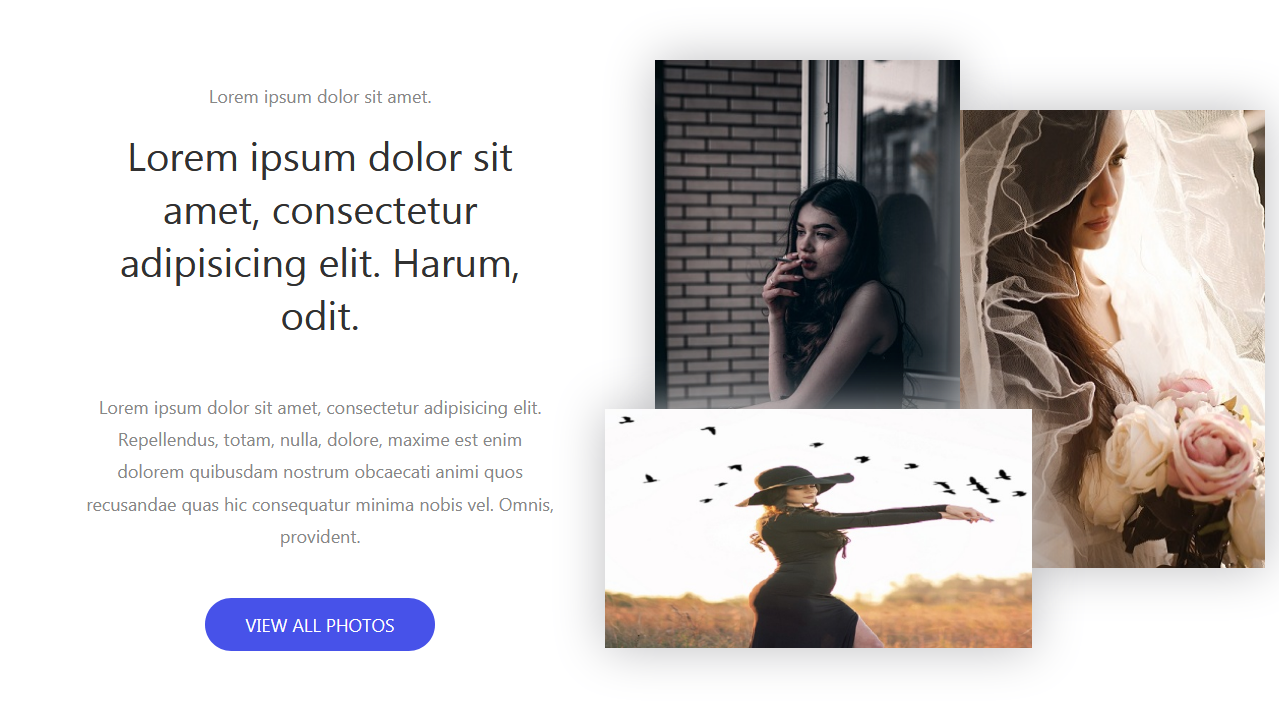 Lorem ipsum dolor sit amet.
Lorem ipsum dolor sit
amet, consectetur
adipisicing elit. Harum,
odit.
Lorem ipsum dolor sit amet, consectetur adipisicing elit.
Repellendus, totam, nulla, dolore, maxime est enim
dolorem quibusdam nostrum obcaecati animi quos
recusandae quas hic consequatur minima nobis vel. Omnis,
provident.
VIEW ALL PHOTOS